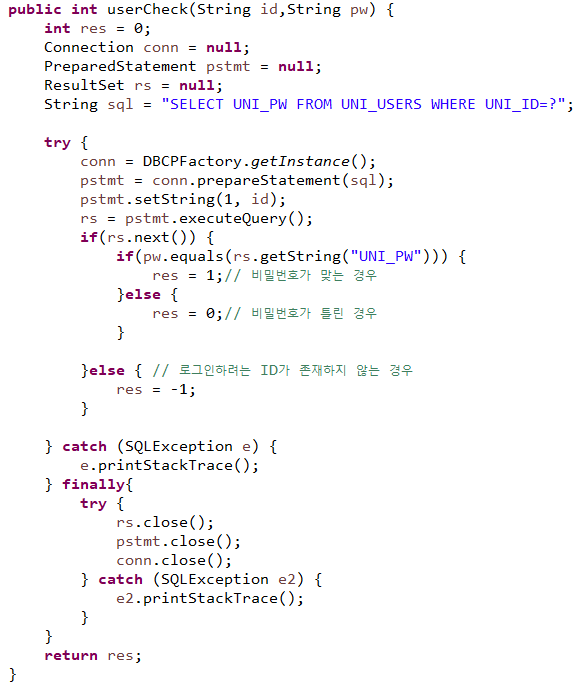 public int userCheck(String id,String pw) {
    int res = 0;
    Connection conn = null;
    PreparedStatement pstmt = null;
    ResultSet rs = null;
    String sql = "SELECT UNI_PW FROM UNI_USERS WHERE UNI_ID=?";

    try {
        conn = DBCPFactory.getInstance();
        pstmt = conn.prepareStatement(sql);
        pstmt.setString(1, id);
        rs = pstmt.executeQuery();
        if(rs.next()) {
            if(pw.equals(rs.getString("UNI_PW"))) {
                res = 1;// 비밀번호가 맞는 경우
            }else {
                res = 0;// 비밀번호가 틀린 경우
            }

        }else { // 로그인하려는 ID가 존재하지 않는 경우
            res = -1;
        }

    } catch (SQLException e) {
        e.printStackTrace();
    } finally{
        try {
            rs.close();
            pstmt.close();
            conn.close();
        } catch (SQLException e2) {
            e2.printStackTrace();
        }
    }
    return res;
}